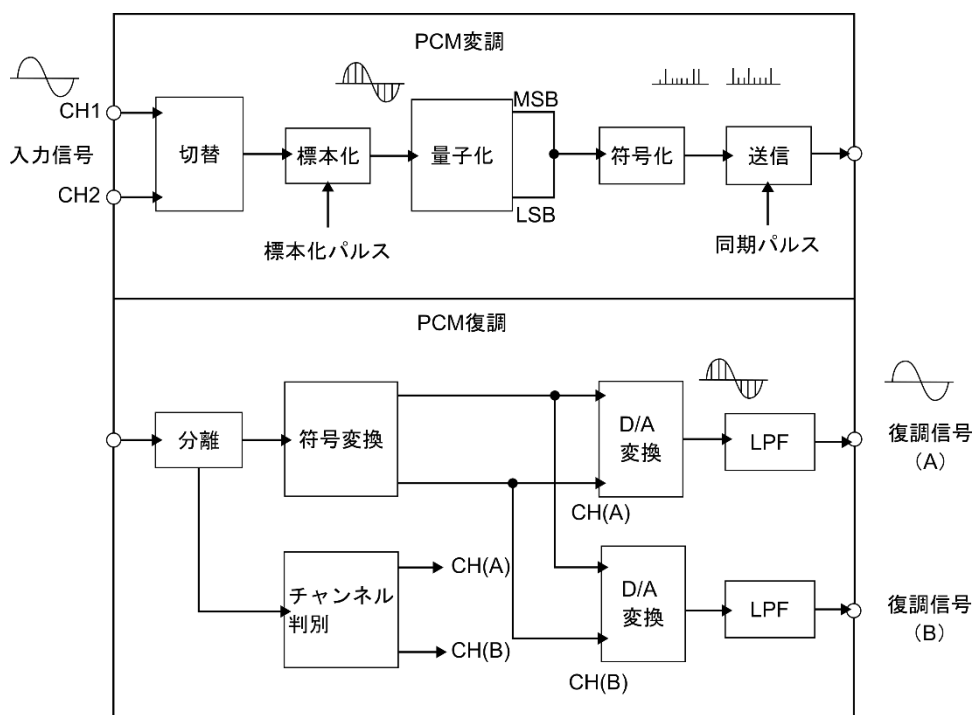 PCM変調
CH1
入力信号
CH2
切替
標本化
標本化パルス
量子化
MSB
LSB
符号化
送信
同期パルス
PCM復調
分離
符号変換
チャンネル
判別
CH(A)
CH(B)
D/A
変換
CH(A)
LPF
復調信号
（A）
D/A
変換
CH(B)
LPF
復調信号
（B）